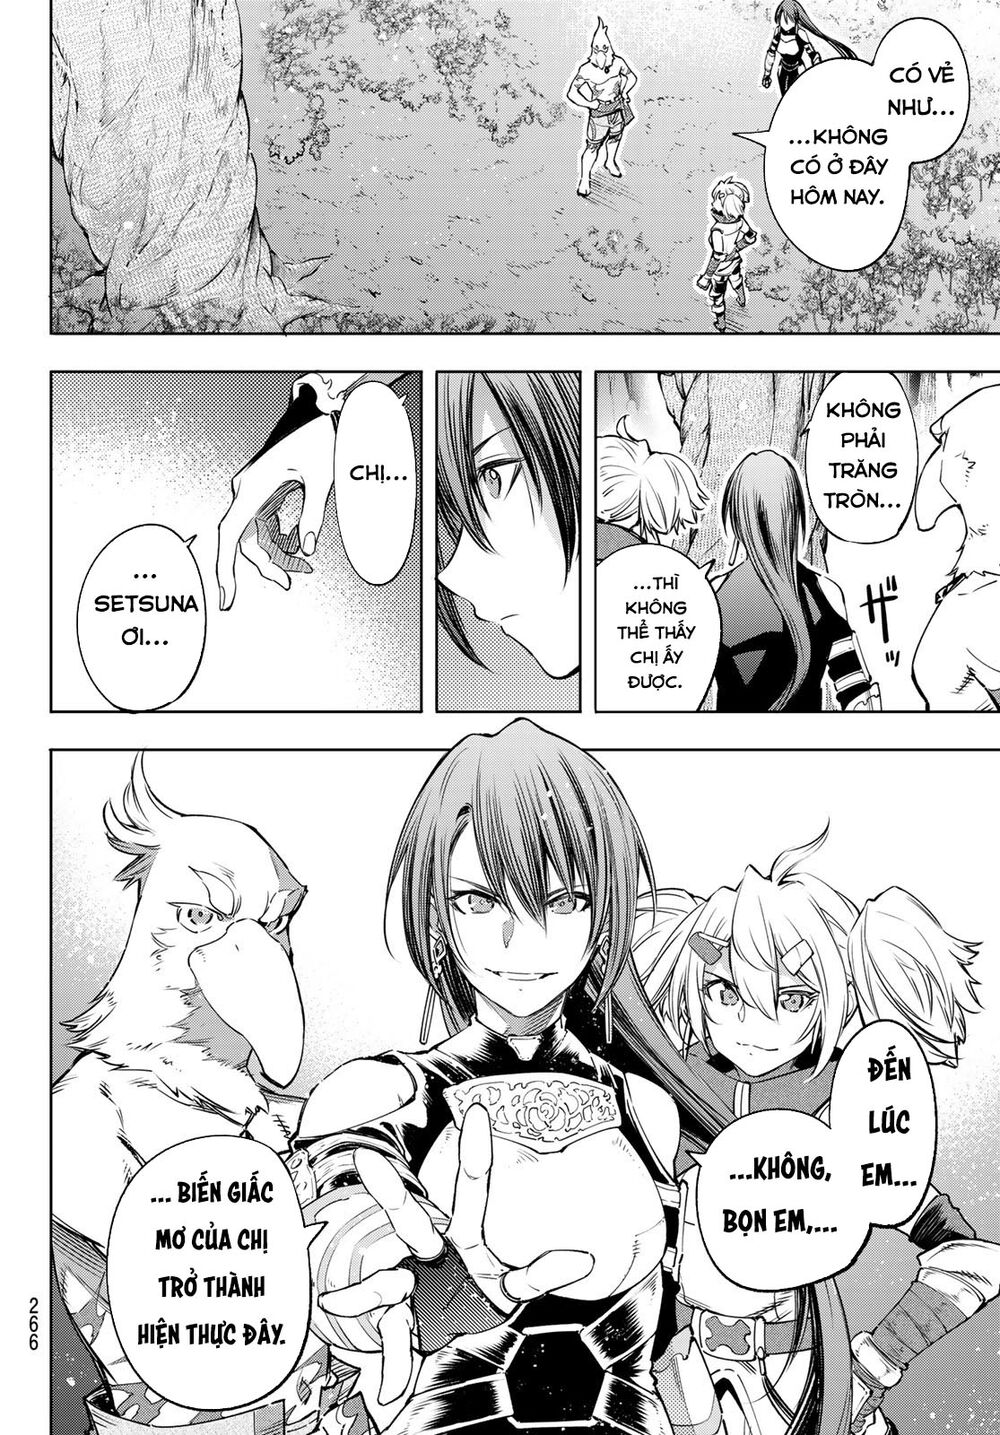 CÓ VẺ
NHƯ...
...KHÔNG
CÓ Ở ĐÂY
HÔM NAY.
KHÔNG
PHẢI
TRĂNG
TRÒN...
...THÌ
KHÔNG
THỂ THẤY
CHỊ ẤY
ĐƯỢC.
ザッ
CHỊ...
...
SETSUNA
ƠI...
ĐẾN
LÚC
EM...
...KHÔNG,
BỌN EM,...
... BIẾN GIẤC
MƠ CỦA CHỊ
TRỞ THÀNH
HIỆN THỰC ĐÂY.
266